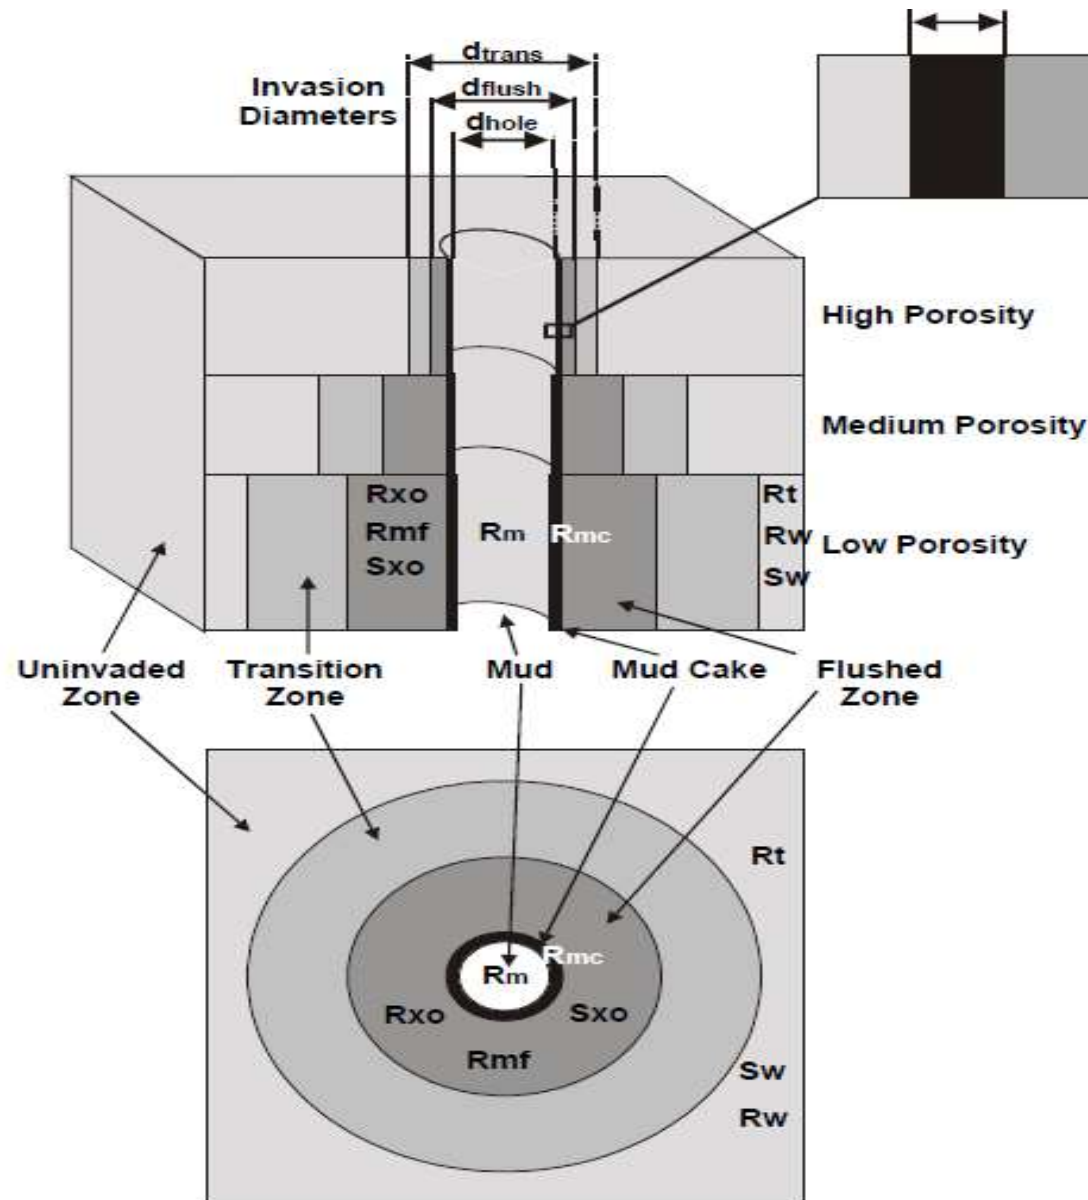 dtrans
Invasion
Diameters
dflush
dhole
High Porosity
Medium Porosity
Rxo
Rmf
Sxo
Rm
Rmc
Rt
Rw
Sw
Low Porosity
Uninvaded
Zone
Transition
Zone
Mud
Mud Cake
Flushed
Zone
Rt
Rmc
Rm
Rxo
Sxo
Rmf
Sw
Rw